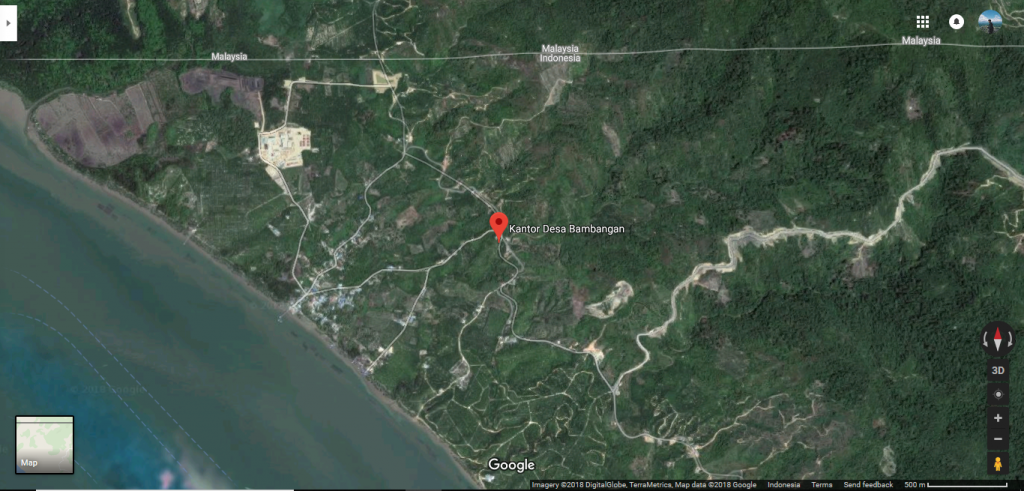 Malaysia
Malaysia
Indonesia
Malaysia
Kantor Desa Bambangan
3D
Map
Google
Imagery ©2018 DigitalGlobe, TerraMetrics, Map data ©2018 Google Indonesia Terms Send feedback 500 m